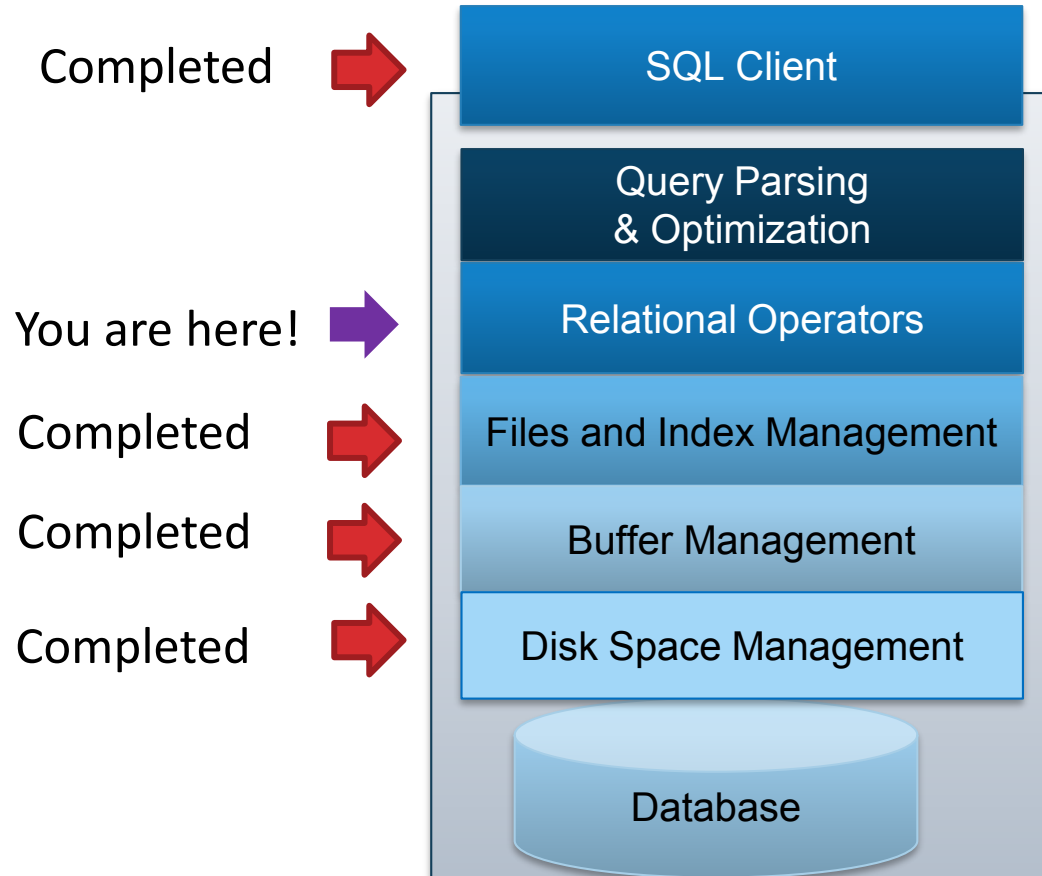 Completed
SQL Client
Query Parsing
& Optimization
You are here!
Relational Operators
Completed
Files and Index Management
Completed
Buffer Management
Completed
Disk Space Management
Database